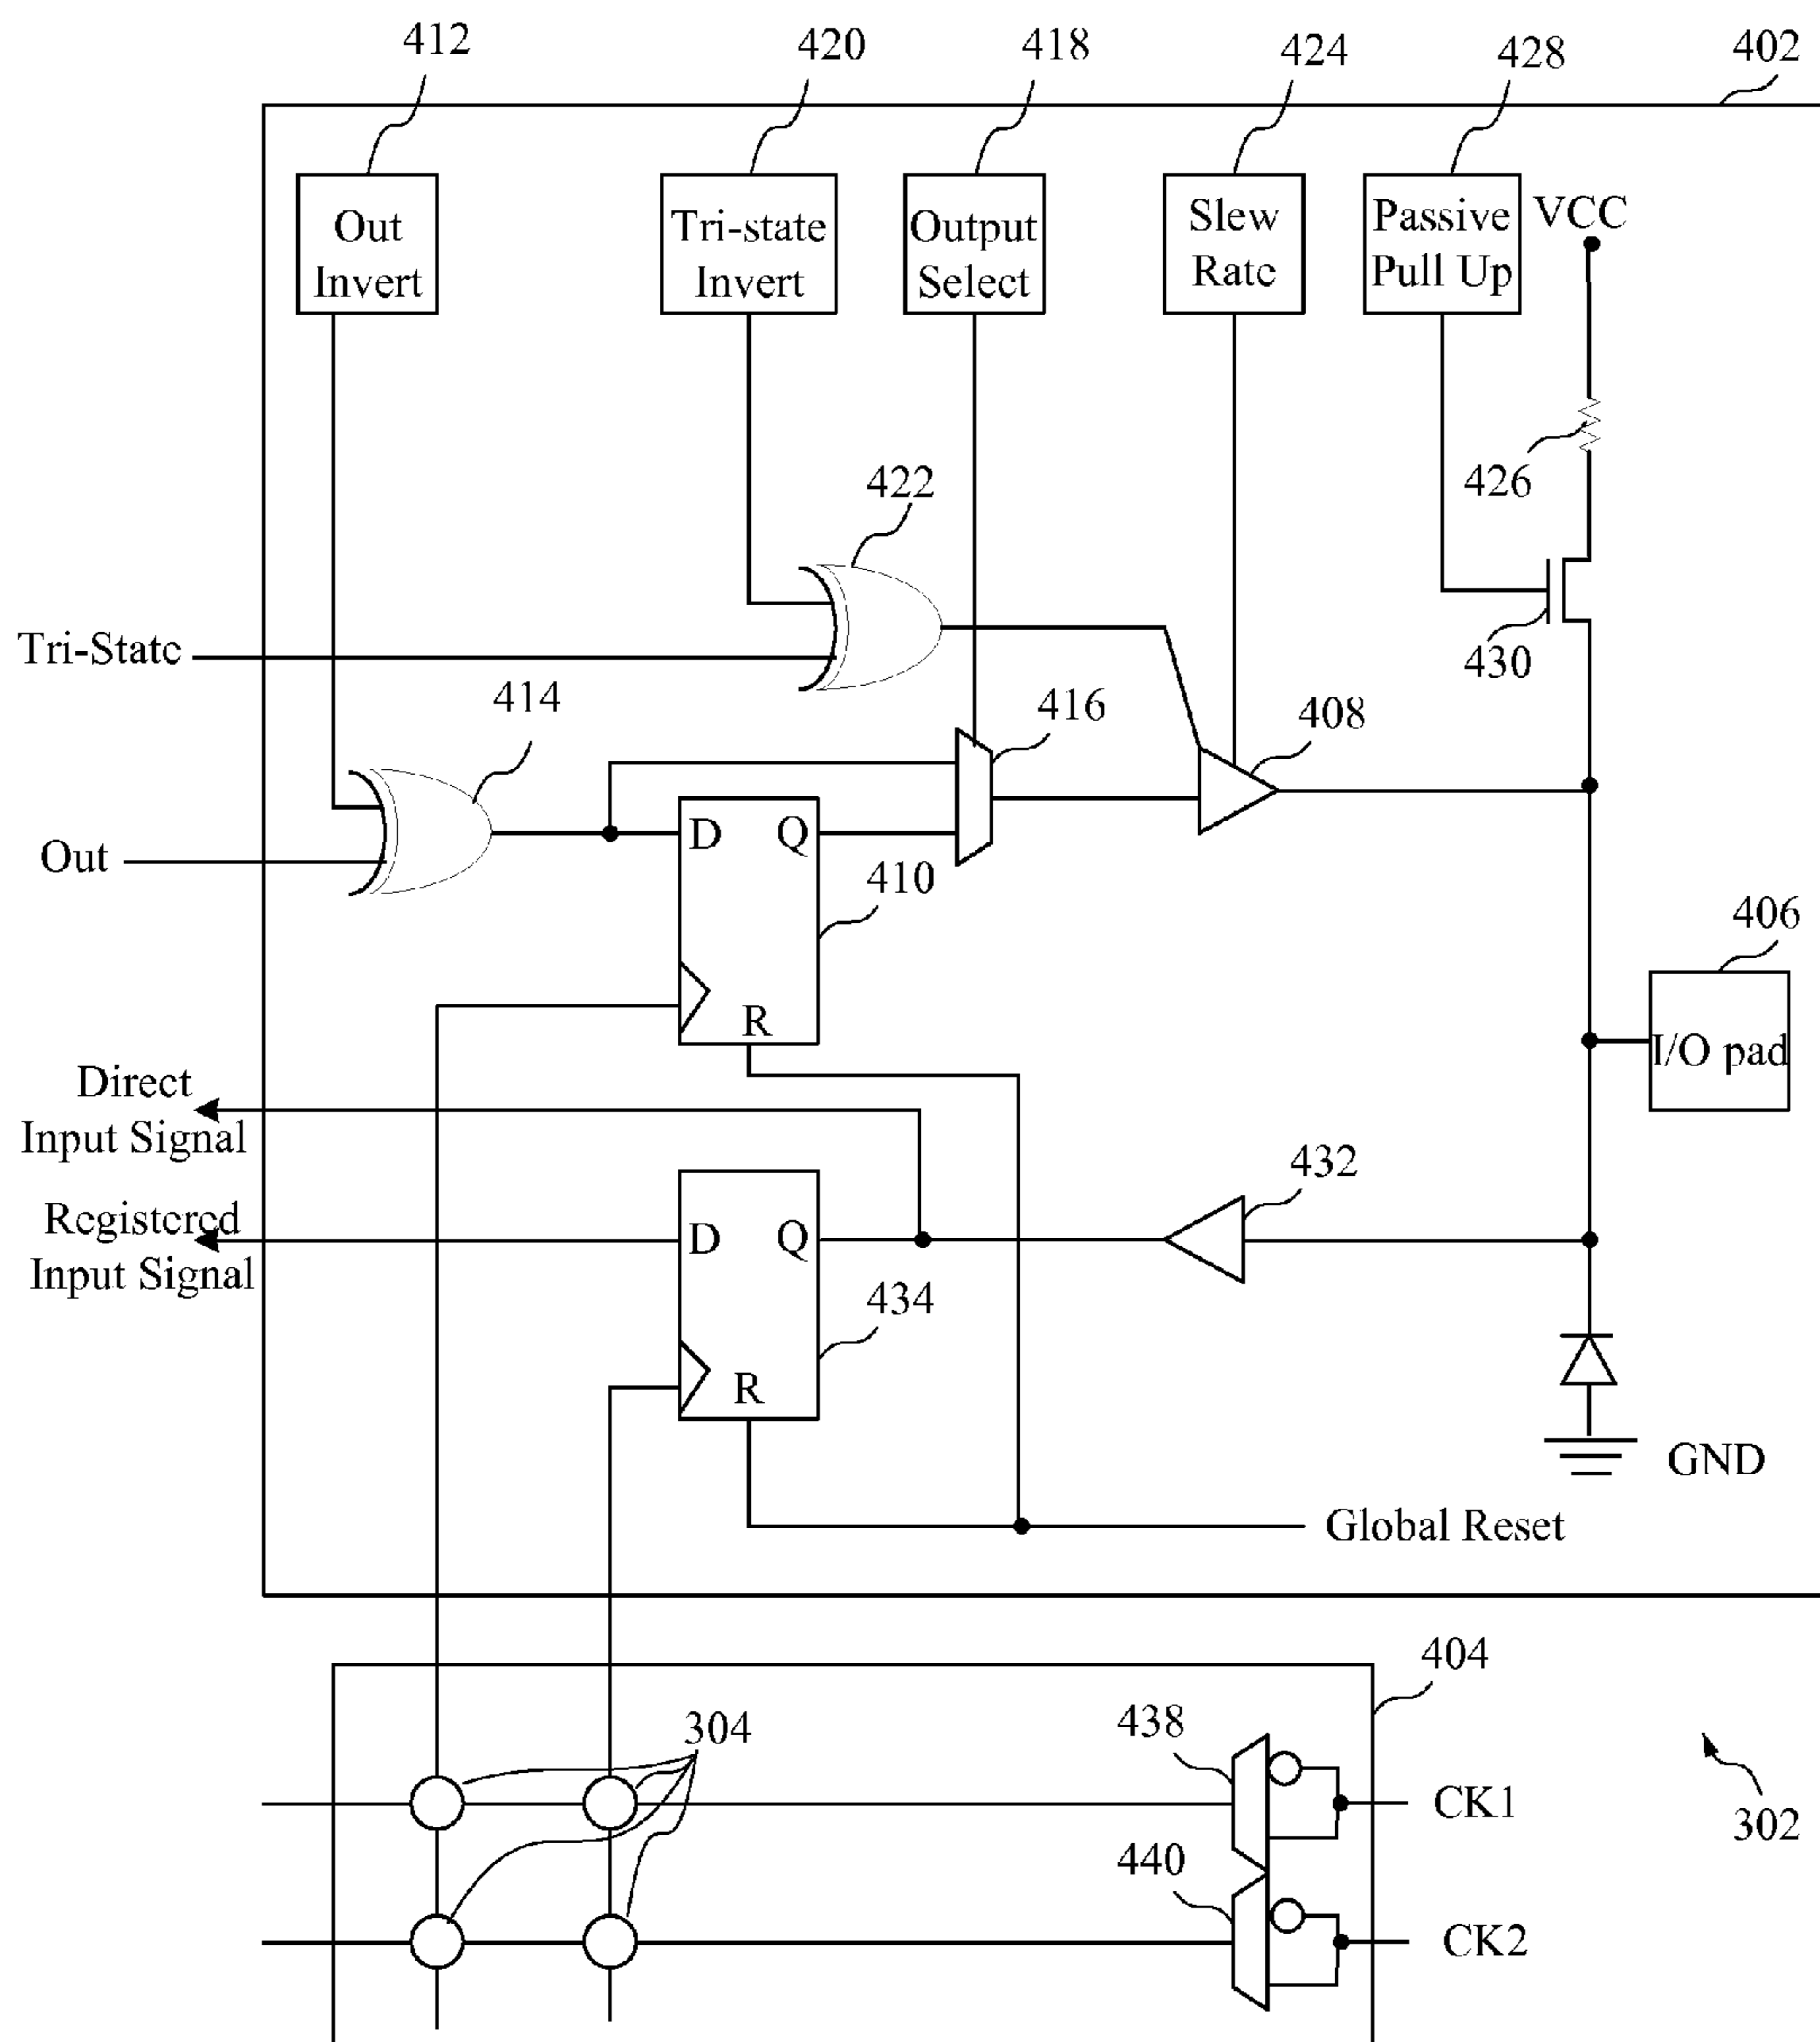 412
420
418
424
428
402
Out
Invert
Tri-state
Invert
Output
Select
Slew
Rate
Passive
Pull Up
VCC
426
422
430
Tri-State
414
416
408
Out
D
Q
410
R
406
I/O pad
Direct
Input Signal
432
Registered
Input Signal
D
Q
434
R
GND
Global Reset
404
304
438
CK1
302
440
CK2